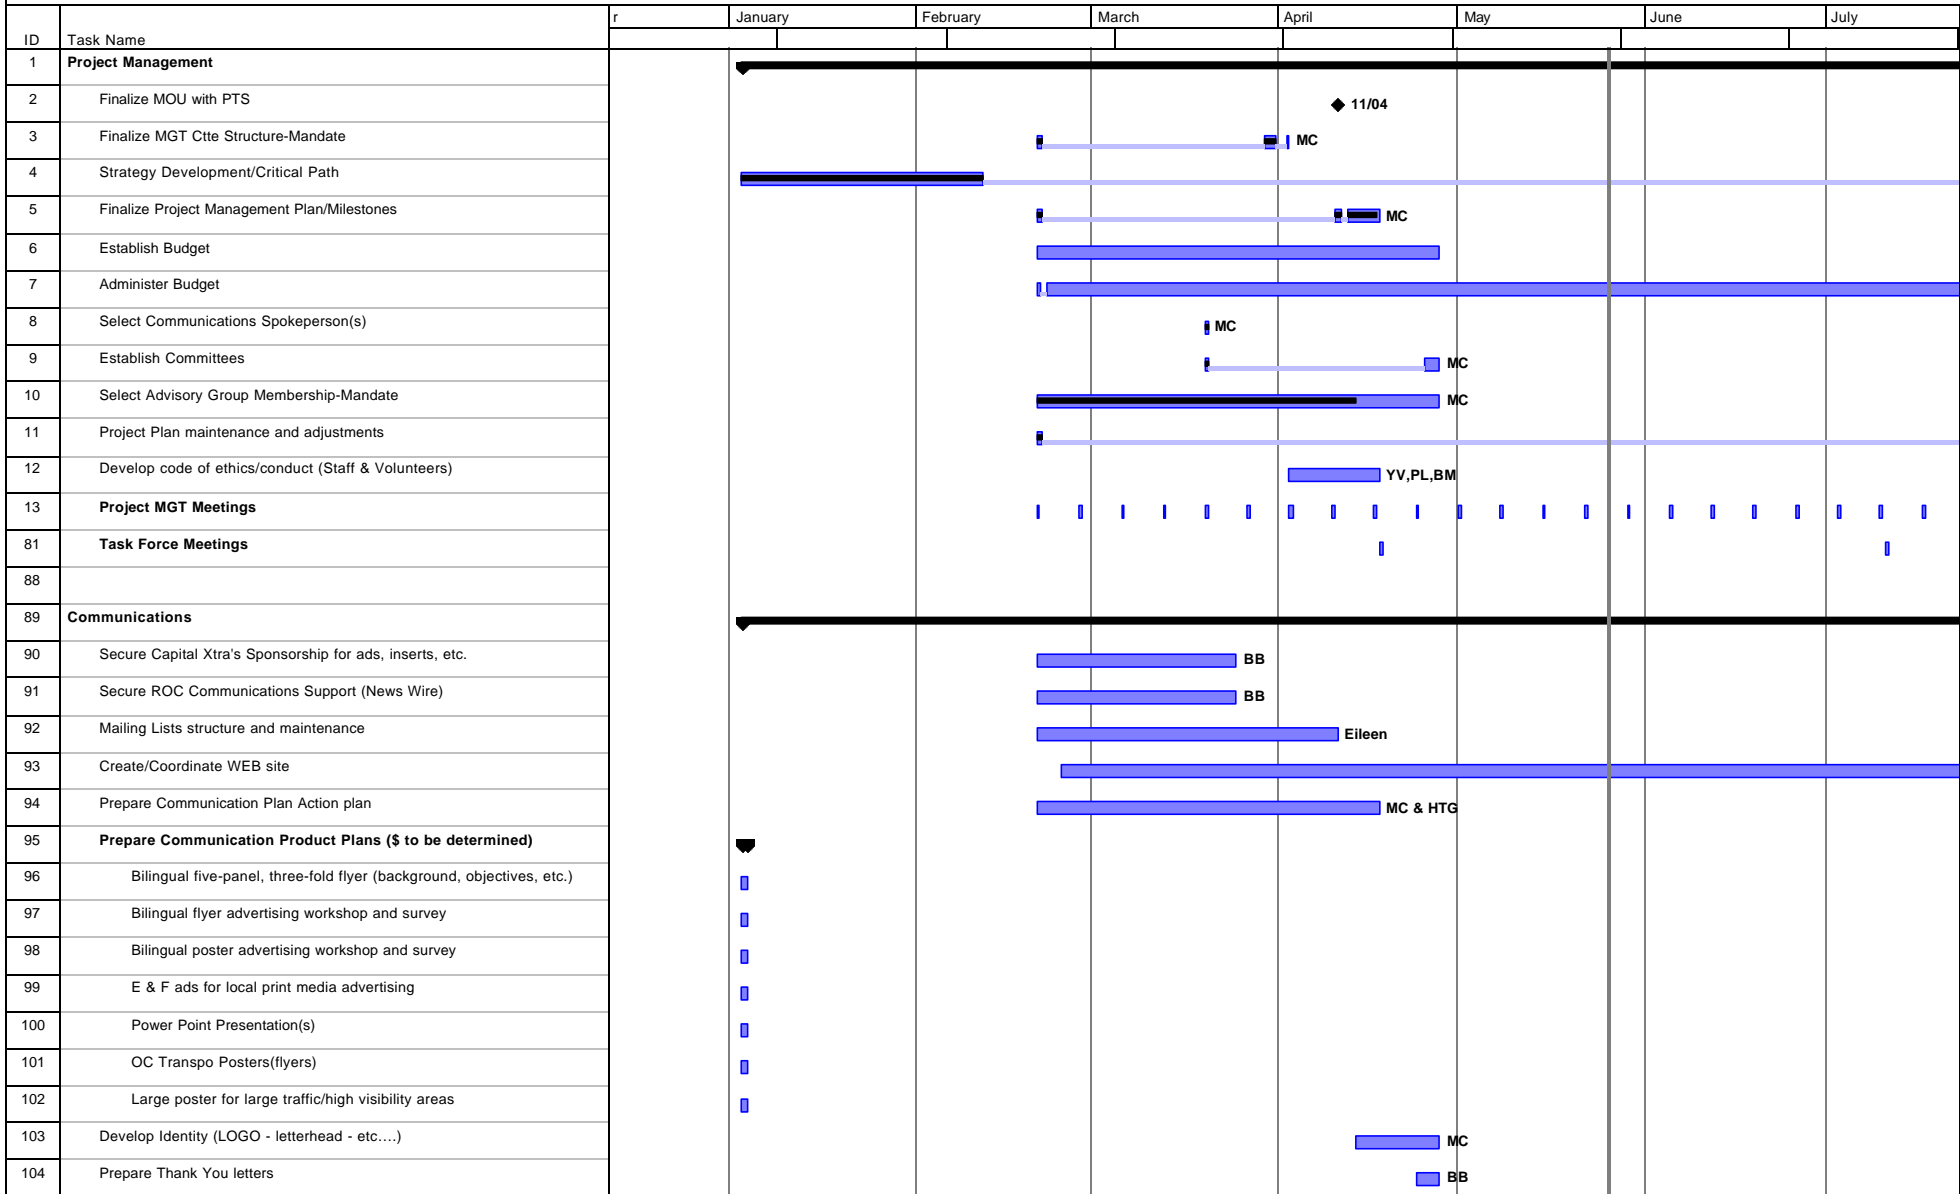 r January February March April May June July
ID Task Name
1 Project Management
2 Finalize MOU with PTS 11/04
3 Finalize MGT Ctte Structure-Mandate MC
4 Strategy Development/Critical Path
5 Finalize Project Management Plan/Milestones MC
6 Establish Budget
7 Administer Budget
8 Select Communications Spokeperson(s) MC
9 Establish Committees MC
10 Select Advisory Group Membership-Mandate MC
11 Project Plan maintenance and adjustments
12 Develop code of ethics/conduct (Staff & Volunteers) YV,PL,BM
13 Project MGT Meetings
81 Task Force Meetings
88
89 Communications
90 Secure Capital Xtra's Sponsorship for ads, inserts, etc. BB
91 Secure ROC Communications Support (News Wire) BB
92 Mailing Lists structure and maintenance Eileen
93 Create/Coordinate WEB site
94 Prepare Communication Plan Action plan MC & HTG
95 Prepare Communication Product Plans ($ to be determined)
96 Bilingual five-panel, three-fold flyer (background, objectives, etc.)
97 Bilingual flyer advertising workshop and survey
98 Bilingual poster advertising workshop and survey
99 E & F ads for local print media advertising
100 Power Point Presentation(s)
101 OC Transpo Posters(flyers)
102 Large poster for large traffic/high visibility areas
103 Develop Identity (LOGO - letterhead - etc....) MC
104 Prepare Thank You letters BB